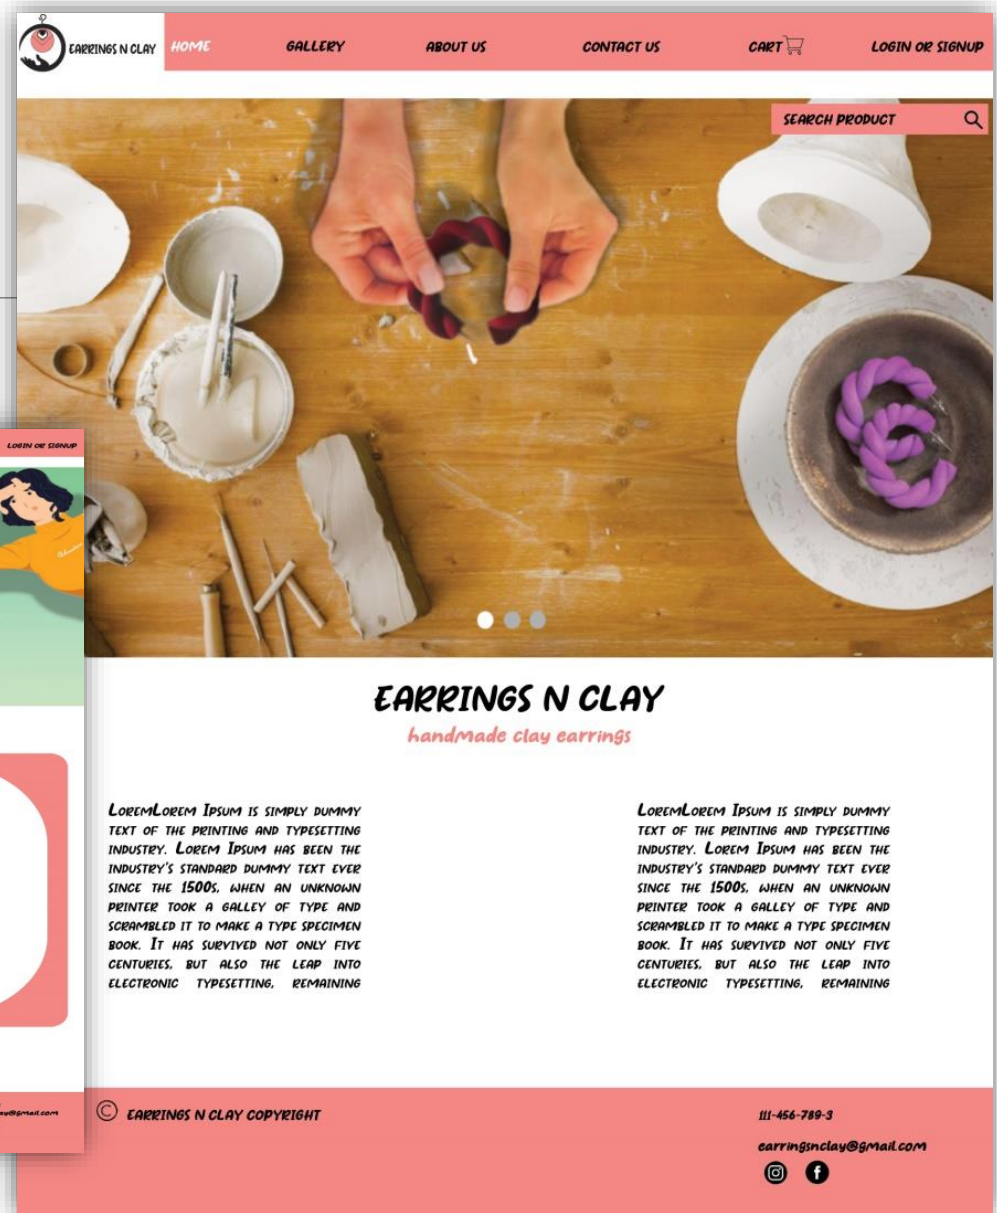 EARRINGS N CLAY
HOME
GALLERY
ABOUT US
CONTACT US
CART
LOGIN OR SIGNUP
SEARCH PRODUCT
LOGIN OR SIGNUP
EARRINGS N CLAY
handmade clay earrings
LOREMLOREM IPSUM IS SIMPLY DUMMY
TEXT OF THE PRINTING AND TYPESETTING
INDUSTRY. LOREM IPSUM HAS BEEN THE
INDUSTRY'S STANDARD DUMMY TEXT EVER
SINCE THE 1500S, WHEN AN UNKNOWN
PRINTER TOOK A GALLEY OF TYPE AND
SCRAMBLED IT TO MAKE A TYPE SPECIMEN
BOOK. IT HAS SURVIVED NOT ONLY FIVE
CENTURIES, BUT ALSO THE LEAP INTO
ELECTRONIC TYPESETTING, REMAINING
LOREMLOREM IPSUM IS SIMPLY DUMMY
TEXT OF THE PRINTING AND TYPESETTING
INDUSTRY. LOREM IPSUM HAS BEEN THE
INDUSTRY'S STANDARD DUMMY TEXT EVER
SINCE THE 1500S, WHEN AN UNKNOWN
PRINTER TOOK A GALLEY OF TYPE AND
SCRAMBLED IT TO MAKE A TYPE SPECIMEN
BOOK. IT HAS SURVIVED NOT ONLY FIVE
CENTURIES, BUT ALSO THE LEAP INTO
ELECTRONIC TYPESETTING, REMAINING
© EARRINGS N CLAY COPYRIGHT
111-456-789-3
earringsnclay@gmail.com
ay@gmail.com